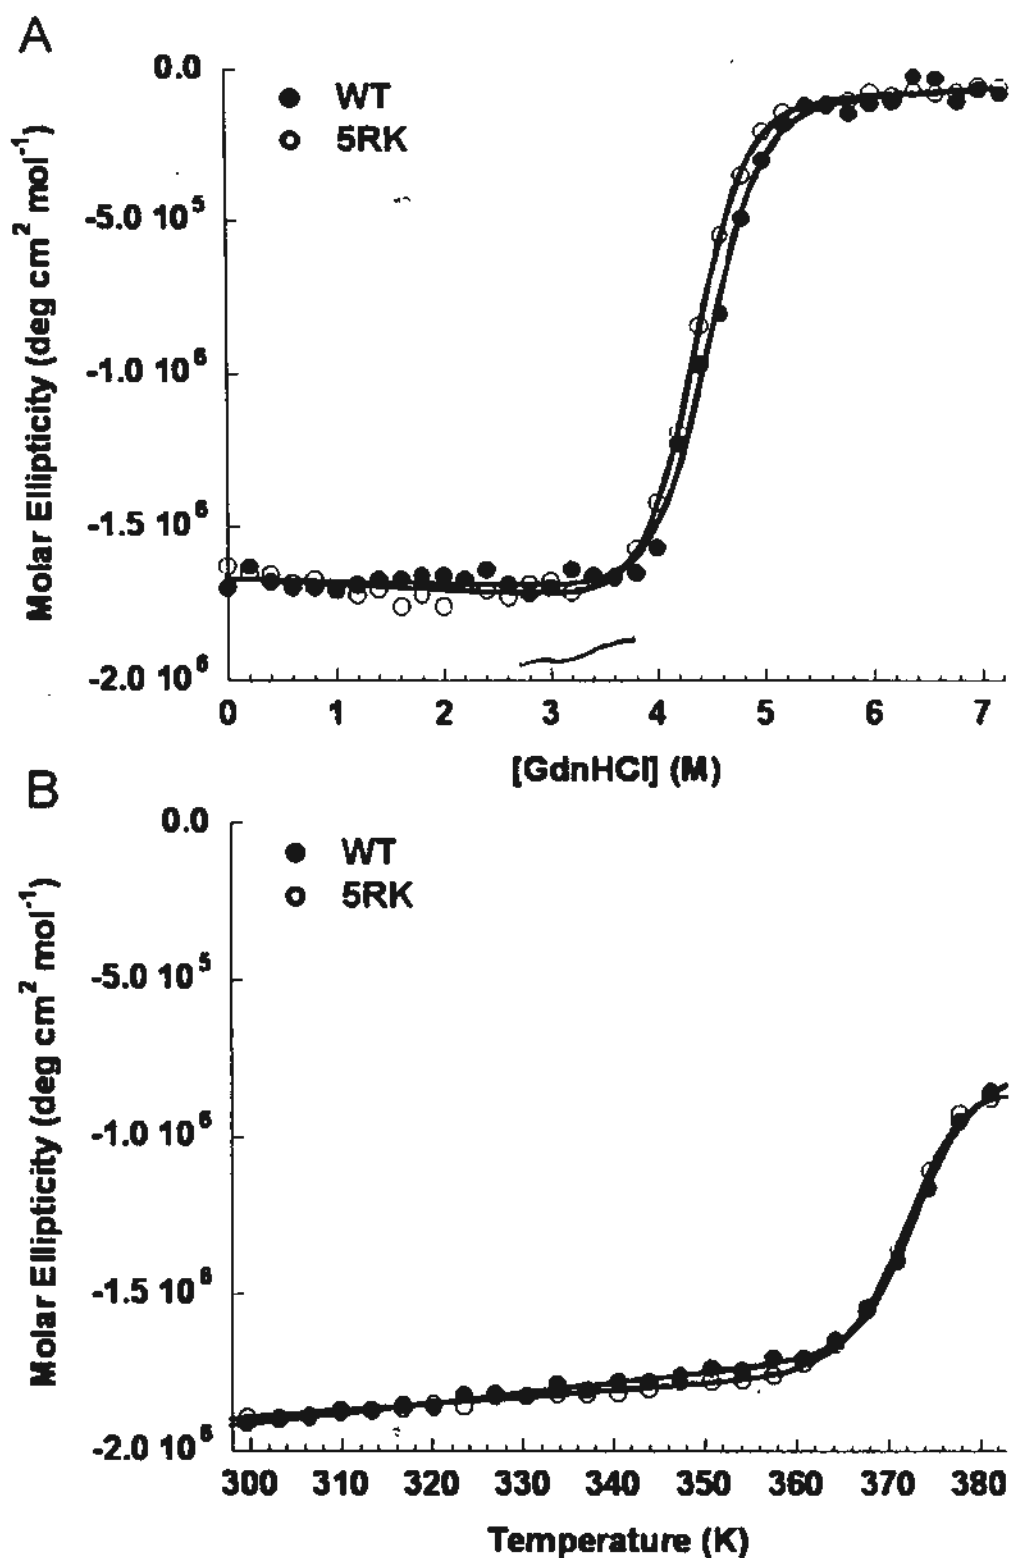 A
0.0
WT
5RK
-5.0 10⁵
-1.0 10⁶
-1.5 10⁶
-2.0 10⁶
Molar Ellipticity (deg cm² mol⁻¹)
0 1 2 3 4 5 6 7
[GdnHCl] (M)
B
0.0
WT
5RK
-5.0 10⁵
-1.0 10⁶
-1.5 10⁶
-2.0 10⁶
Molar Ellipticity (deg cm² mol⁻¹)
300 310 320 330 340 350 360 370 380
Temperature (K)